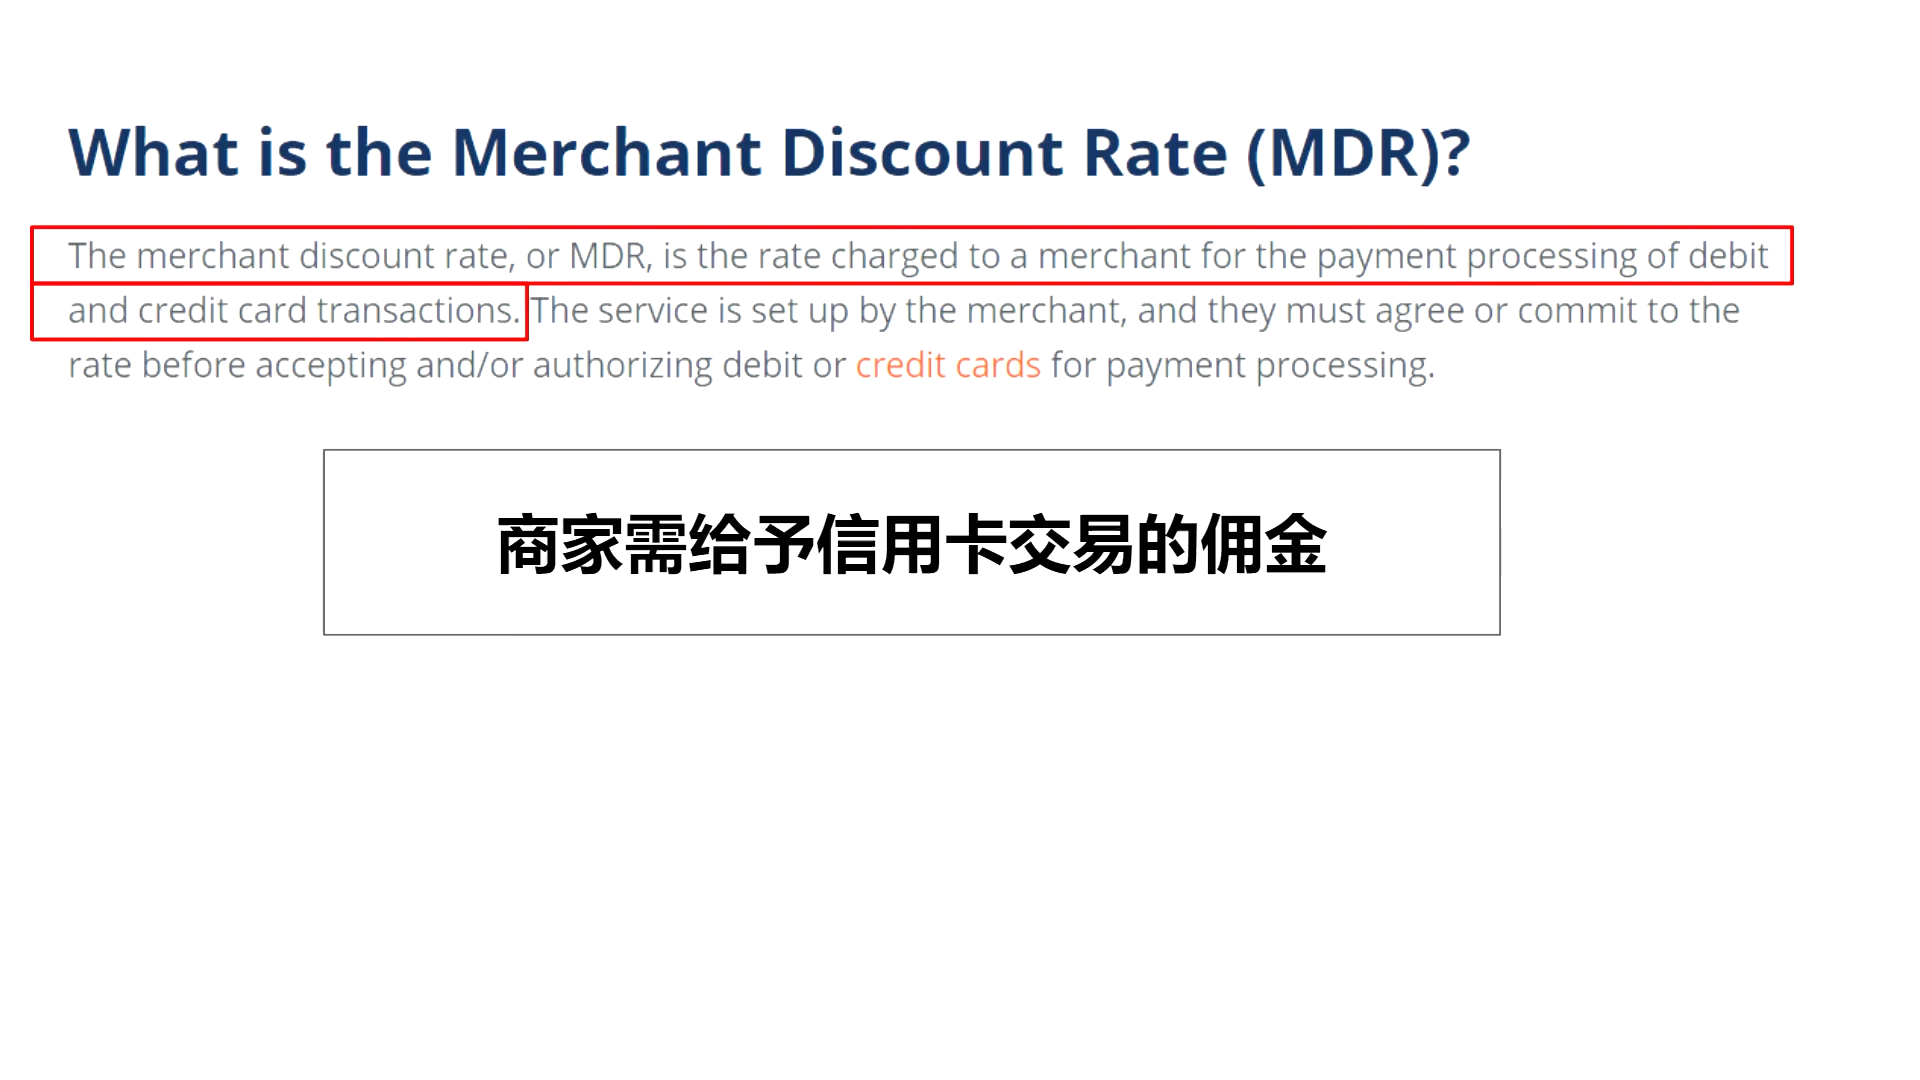 What is the Merchant Discount Rate (MDR)?
The merchant discount rate, or MDR, is the rate charged to a merchant for the payment processing of debit
and credit card transactions. The service is set up by the merchant, and they must agree or commit to the
rate before accepting and/or authorizing debit or credit cards for payment processing.
商家需给予信用卡交易的佣金